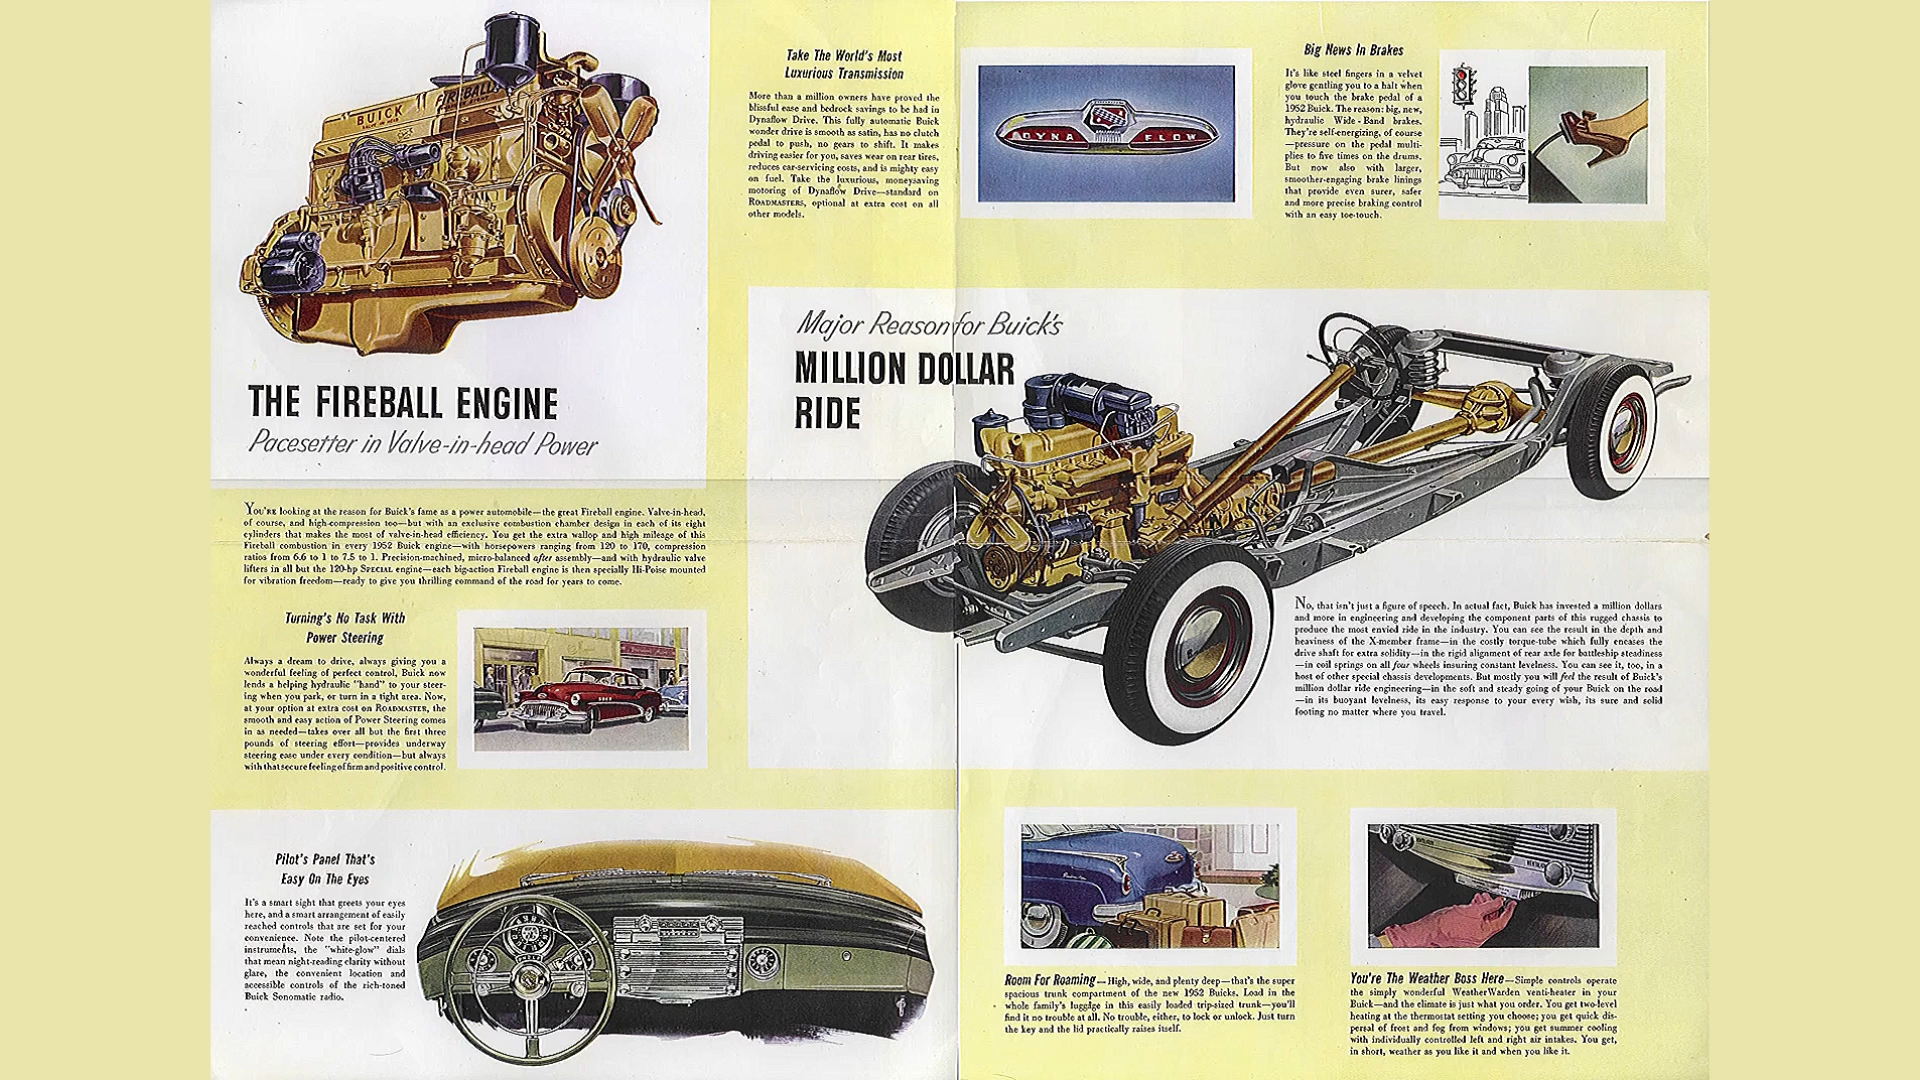 BUICK
FIREBALL
THE FIREBALL ENGINE
Pacesetter in Valve-in-head Power
You're looking at the reason for Buick's fame as a power automobile—the great Fireball engine. Valve-in-head,
of course, and high-compression too—but with an exclusive combustion chamber design in each of its eight
cylinders that makes the most of valve-in-head efficiency. You get the extra wallop and high mileage of this
Fireball combustion in every 1952 Buick engine—with horsepowers ranging from 120 to 170, compression
ratios from 6.6 to 1 to 7.5 to 1. Precision-machined, micro-balanced after assembly—and with hydraulic valve
lifters in all but the 120-hp SPECIAL engine—each big-action Fireball engine is then specially Hi-Poise mounted
for vibration freedom—ready to give you thrilling command of the road for years to come.
Turning's No Task With
Power Steering
Always a dream to drive, always giving you a
wonderful feeling of perfect control, Buick now
lends a helping hydraulic "hand" to your steer-
ing when you park, or turn in a tight area. Now,
at your option at extra cost on ROADMASTER, the
smooth and easy action of Power Steering comes
in as needed—takes over all but the first three
pounds of steering effort—provides underway
steering ease under every condition—but always
with that secure feeling of firm and positive control.
Pilot's Panel That's
Easy On The Eyes
It's a smart sight that greets your eyes
here, and a smart arrangement of easily
reached controls that are set for your
convenience. Note the pilot-centered
instruments, the "white-glow" dials
that mean night-reading clarity without
glare, the convenient location and
accessible controls of the rich-toned
Buick Sonomatic radio.
Take The World's Most
Luxurious Transmission
More than a million owners have proved the
blissful ease and bedrock savings to be had in
Dynaflow Drive. This fully automatic Buick
wonder drive is smooth as satin, has no clutch
pedal to push, no gears to shift. It makes
driving easier for you, saves wear on rear tires,
reduces car-servicing costs, and is mighty easy
on fuel. Take the luxurious, moneysaving
motoring of Dynaflow Drive—standard on
ROADMASTERS, optional at extra cost on all
other models.
DYNA FLOW
Big News In Brakes
It's like steel fingers in a velvet
glove gentling you to a halt when
you touch the brake pedal of a
1952 Buick. The reason: big, new,
hydraulic Wide-Band brakes.
They're self-energizing, of course
—pressure on the pedal multi-
plies to five times on the drums.
But now also with larger,
smoother-engaging brake linings
that provide even surer, safer
and more precise braking control
with an easy toe-touch.
Major Reason for Buick's
MILLION DOLLAR
RIDE
No, that isn't just a figure of speech. In actual fact, Buick has invested a million dollars
and more in engineering and developing the component parts of this rugged chassis to
produce the most envied ride in the industry. You can see the result in the depth and
heaviness of the X-member frame—in the costly torque-tube which fully encases the
drive shaft for extra solidity—in the rigid alignment of rear axle for battleship steadiness
—in coil springs on all four wheels insuring constant levelness. You can see it, too, in a
host of other special chassis developments. But mostly you will feel the result of Buick's
million dollar ride engineering—in the soft and steady going of your Buick on the road
—in its buoyant levelness, its easy response to your every wish, its sure and solid
footing no matter where you travel.
Room For Roaming—High, wide, and plenty deep—that's the super
spacious trunk compartment of the new 1952 Buicks. Load in the
whole family's luggage in this easily loaded trip-sized trunk—you'll
find it no trouble at all. No trouble, either, to lock or unlock. Just turn
the key and the lid practically raises itself.
You're The Weather Boss Here—Simple controls operate
the simply wonderful WeatherWarden venti-heater in your
Buick—and the climate is just what you order. You get two-level
heating at the thermostat setting you choose; you get quick dis-
persal of frost and fog from windows; you get summer cooling
with individually controlled left and right air intakes. You get,
in short, weather as you like it and when you like it.